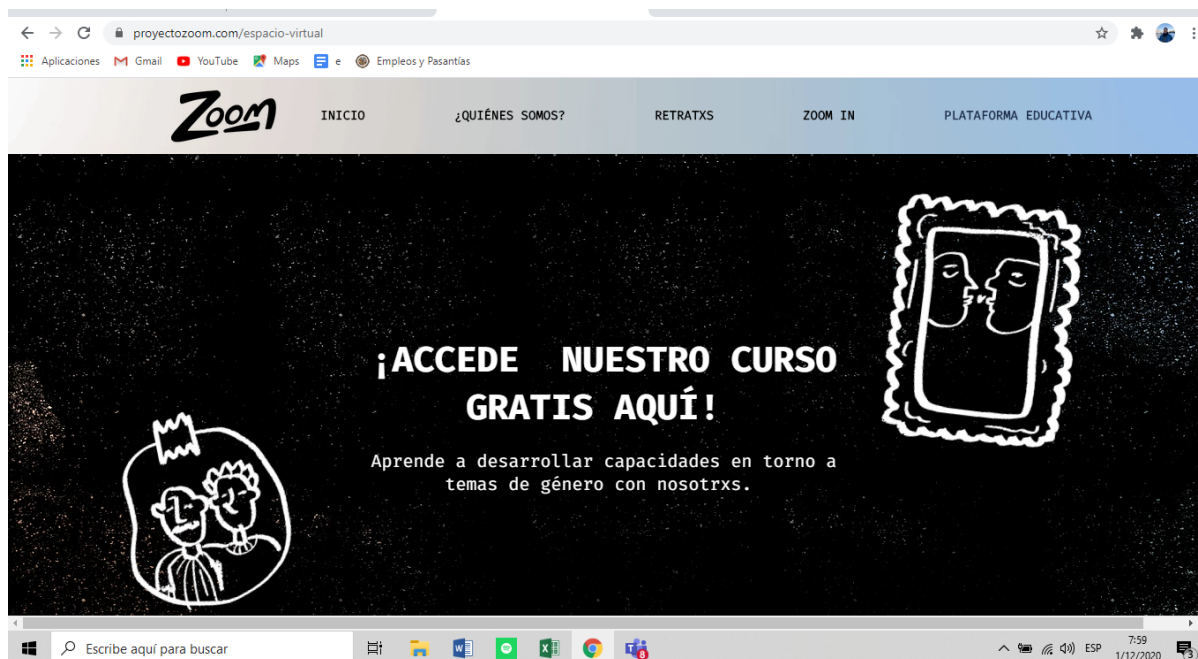 proyectozoom.com/espacio-virtual
Aplicaciones Gmail YouTube Maps e Empleos y Pasantías
Zoom INICIO ¿QUIÉNES SOMOS? RETRATXS ZOOM IN PLATAFORMA EDUCATIVA
¡ACCEDE NUESTRO CURSO
GRATIS AQUÍ!
Aprende a desarrollar capacidades en torno a
temas de género con nosotrxs.
Escribe aquí para buscar
8
ESP
7:59
1/12/2020
3